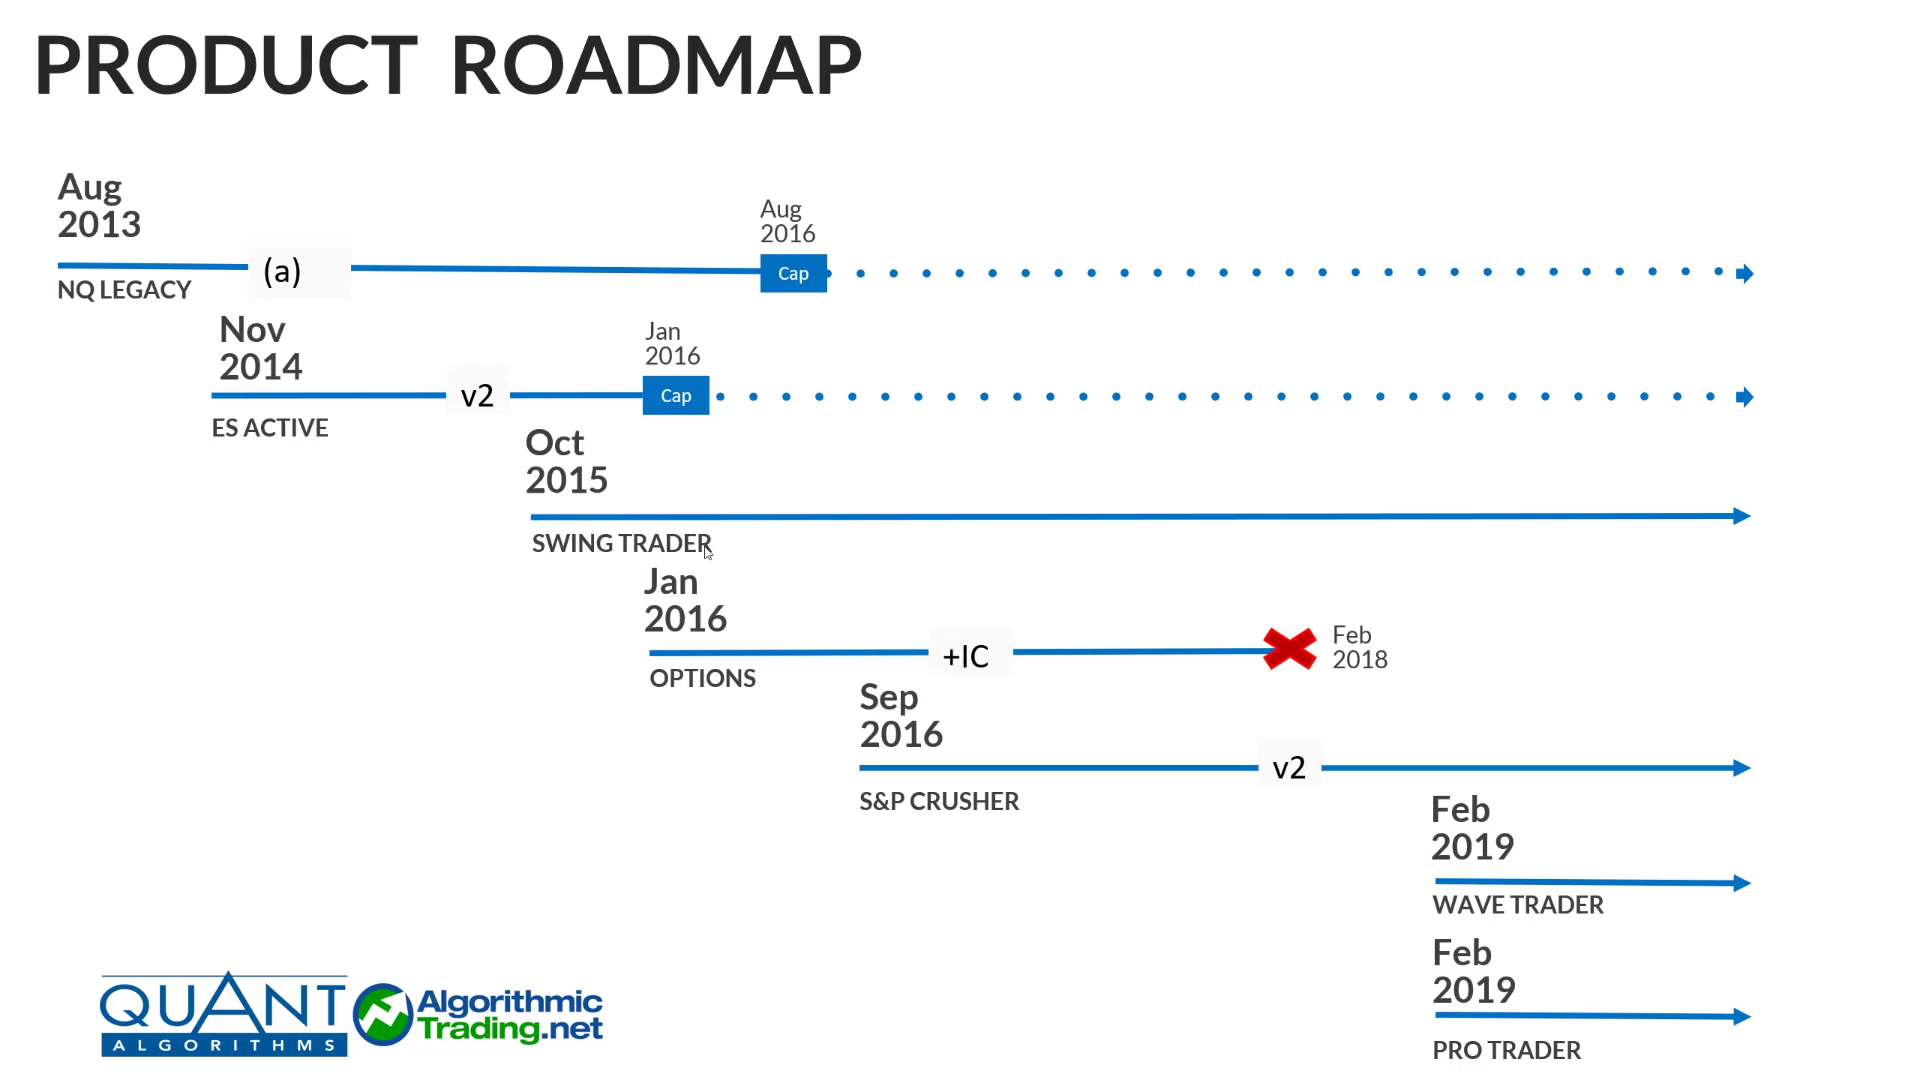 PRODUCT ROADMAP
Aug
2013
Aug
2016
(a)
Cap
NQ LEGACY
Nov
2014
Jan
2016
v2
Cap
ES ACTIVE
Oct
2015
SWING TRADER
Jan
2016
+IC
Feb
2018
OPTIONS
Sep
2016
v2
S&P CRUSHER
Feb
2019
WAVE TRADER
Feb
2019
PRO TRADER
QUANT
ALGORITHMS
Algorithmic
Trading.net